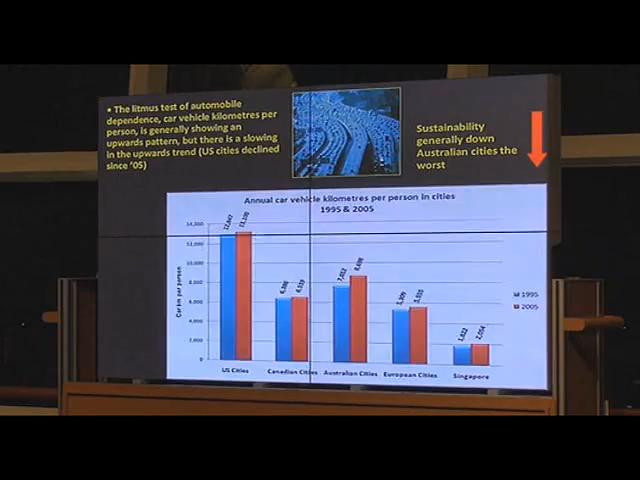 • The litmus test of automobile
dependence, car vehicle kilometres per
person, is generally showing an
upwards pattern, but there is a slowing
in the upwards trend (US cities declined
since '05)
Sustainability
generally down
Australian cities the
worst
Annual car vehicle kilometres per person in cities
1995 & 2005
Car km per person
14,000
12,000
10,000
8,000
6,000
4,000
2,000
0
US Cities
Canadian Cities
Australian Cities
European Cities
Singapore
1995
2005